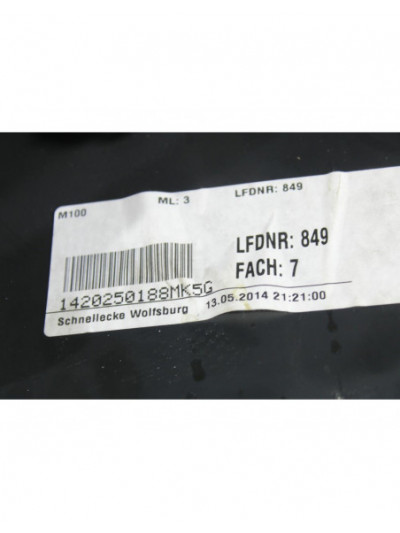 M100 ML: 3 LFDNR: 849
LFDNR: 849
FACH: 7
1420250188MK5G
Schnellecke Wolfsburg 13.05.2014 21:21:00